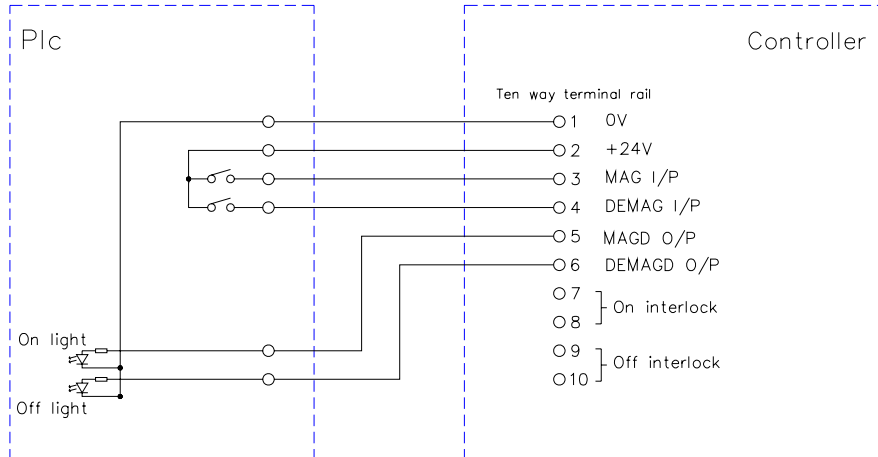 Plc
Controller
Ten way terminal rail
1 0V
2 +24V
3 MAG I/P
4 DEMAG I/P
5 MAGD O/P
6 DEMAGD O/P
7
On interlock
8
9
Off interlock
10
On light
Off light